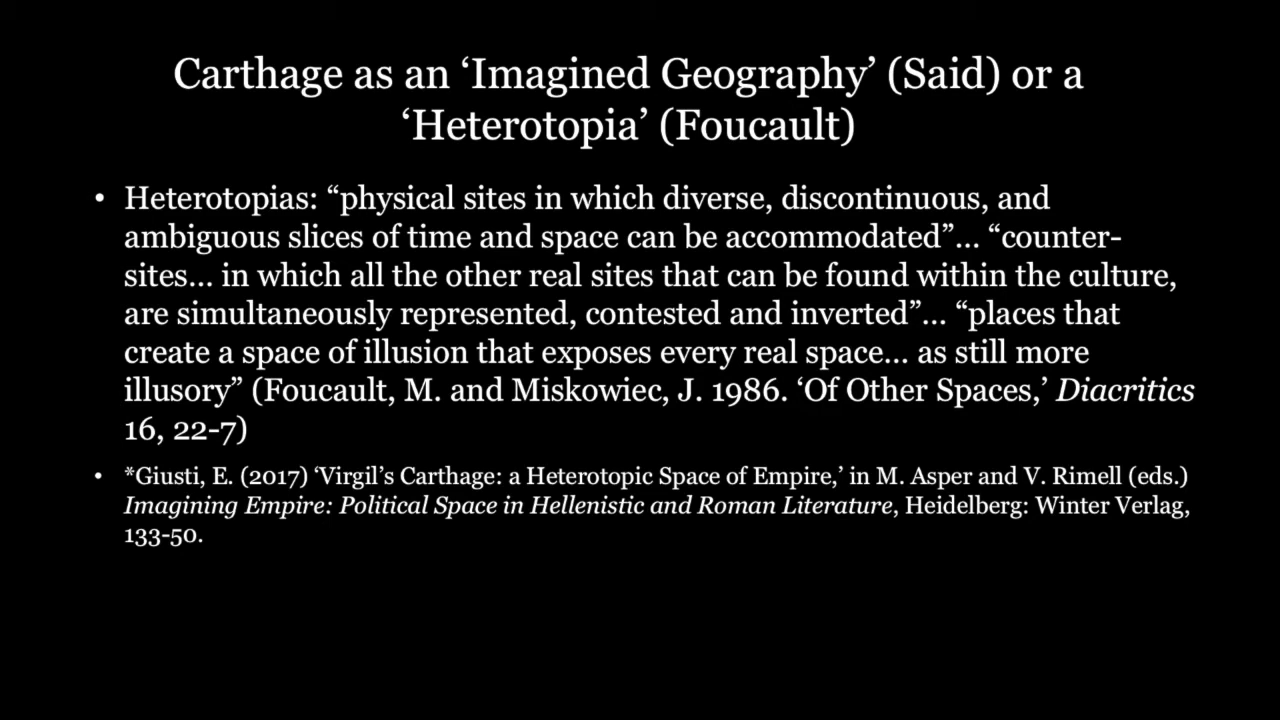 Carthage as an ‘Imagined Geography’ (Said) or a
‘Heterotopia’ (Foucault)
• Heterotopias: “physical sites in which diverse, discontinuous, and
ambiguous slices of time and space can be accommodated”... “counter-
sites... in which all the other real sites that can be found within the culture,
are simultaneously represented, contested and inverted”... “places that
create a space of illusion that exposes every real space... as still more
illusory” (Foucault, M. and Miskowiec, J. 1986. ‘Of Other Spaces,’ Diacritics
16, 22-7)
• *Giusti, E. (2017) ‘Virgil’s Carthage: a Heterotopic Space of Empire,’ in M. Asper and V. Rimell (eds.)
Imagining Empire: Political Space in Hellenistic and Roman Literature, Heidelberg: Winter Verlag,
133-50.